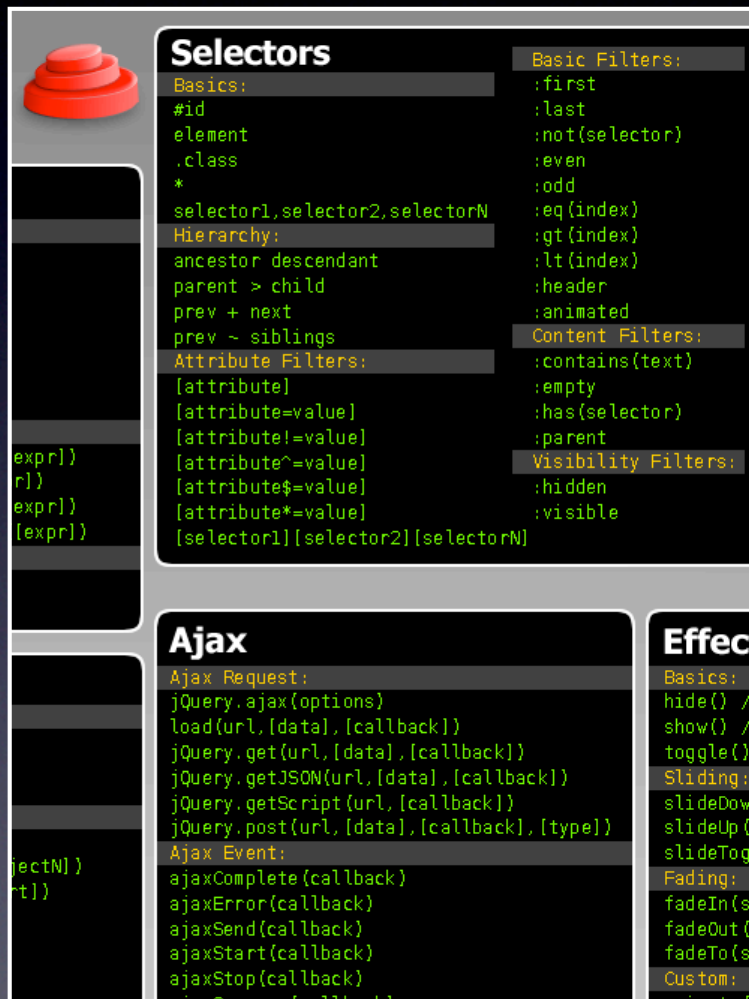 Selectors
Basics:
#id
element
.class
*
selector1,selector2,selectorN
Hierarchy:
ancestor descendant
parent > child
prev + next
prev ~ siblings
Attribute Filters:
[attribute]
[attribute=value]
[attribute!=value]
[attribute^=value]
[attribute$=value]
[attribute*=value]
[selector1][selector2][selectorN]
Basic Filters:
:first
:last
:not(selector)
:even
:odd
:eq(index)
:gt(index)
:lt(index)
:header
:animated
Content Filters:
:contains(text)
:empty
:has(selector)
:parent
Visibility Filters:
:hidden
:visible
expr])
r])
expr])
[expr])
jectN])
rt])
Ajax
Ajax Request:
jQuery.ajax(options)
load(url,[data],[callback])
jQuery.get(url,[data],[callback])
jQuery.getJSON(url,[data],[callback])
jQuery.getScript(url,[callback])
jQuery.post(url,[data],[callback],[type])
Ajax Event:
ajaxComplete(callback)
ajaxError(callback)
ajaxSend(callback)
ajaxStart(callback)
ajaxStop(callback)
Effec
Basics:
hide() /
show() /
toggle()
Sliding:
slideDow
slideUp(
slideTog
Fading:
fadeIn(s
fadeOut(
fadeTo(s
Custom: